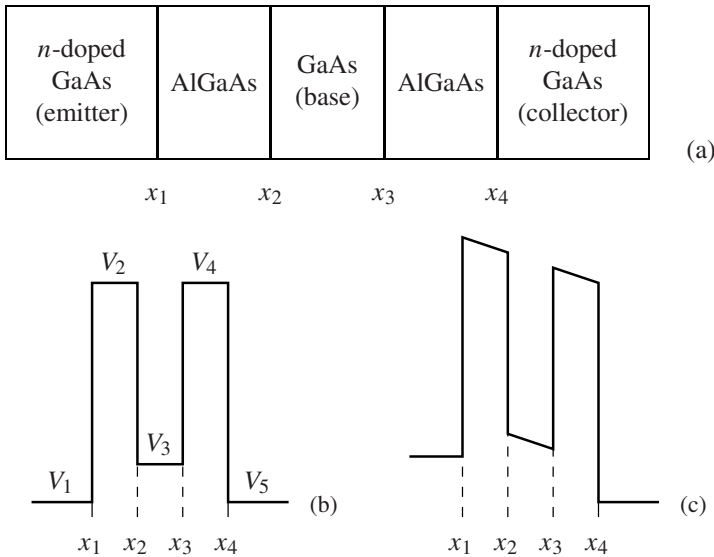 n-doped GaAs (emitter)
AlGaAs
GaAs (base)
AlGaAs
n-doped GaAs (collector)
(a)
x1 x2 x3 x4
V2 V4
V3
V1 V5
(b)
x1 x2 x3 x4
(c)
x1 x2 x3 x4